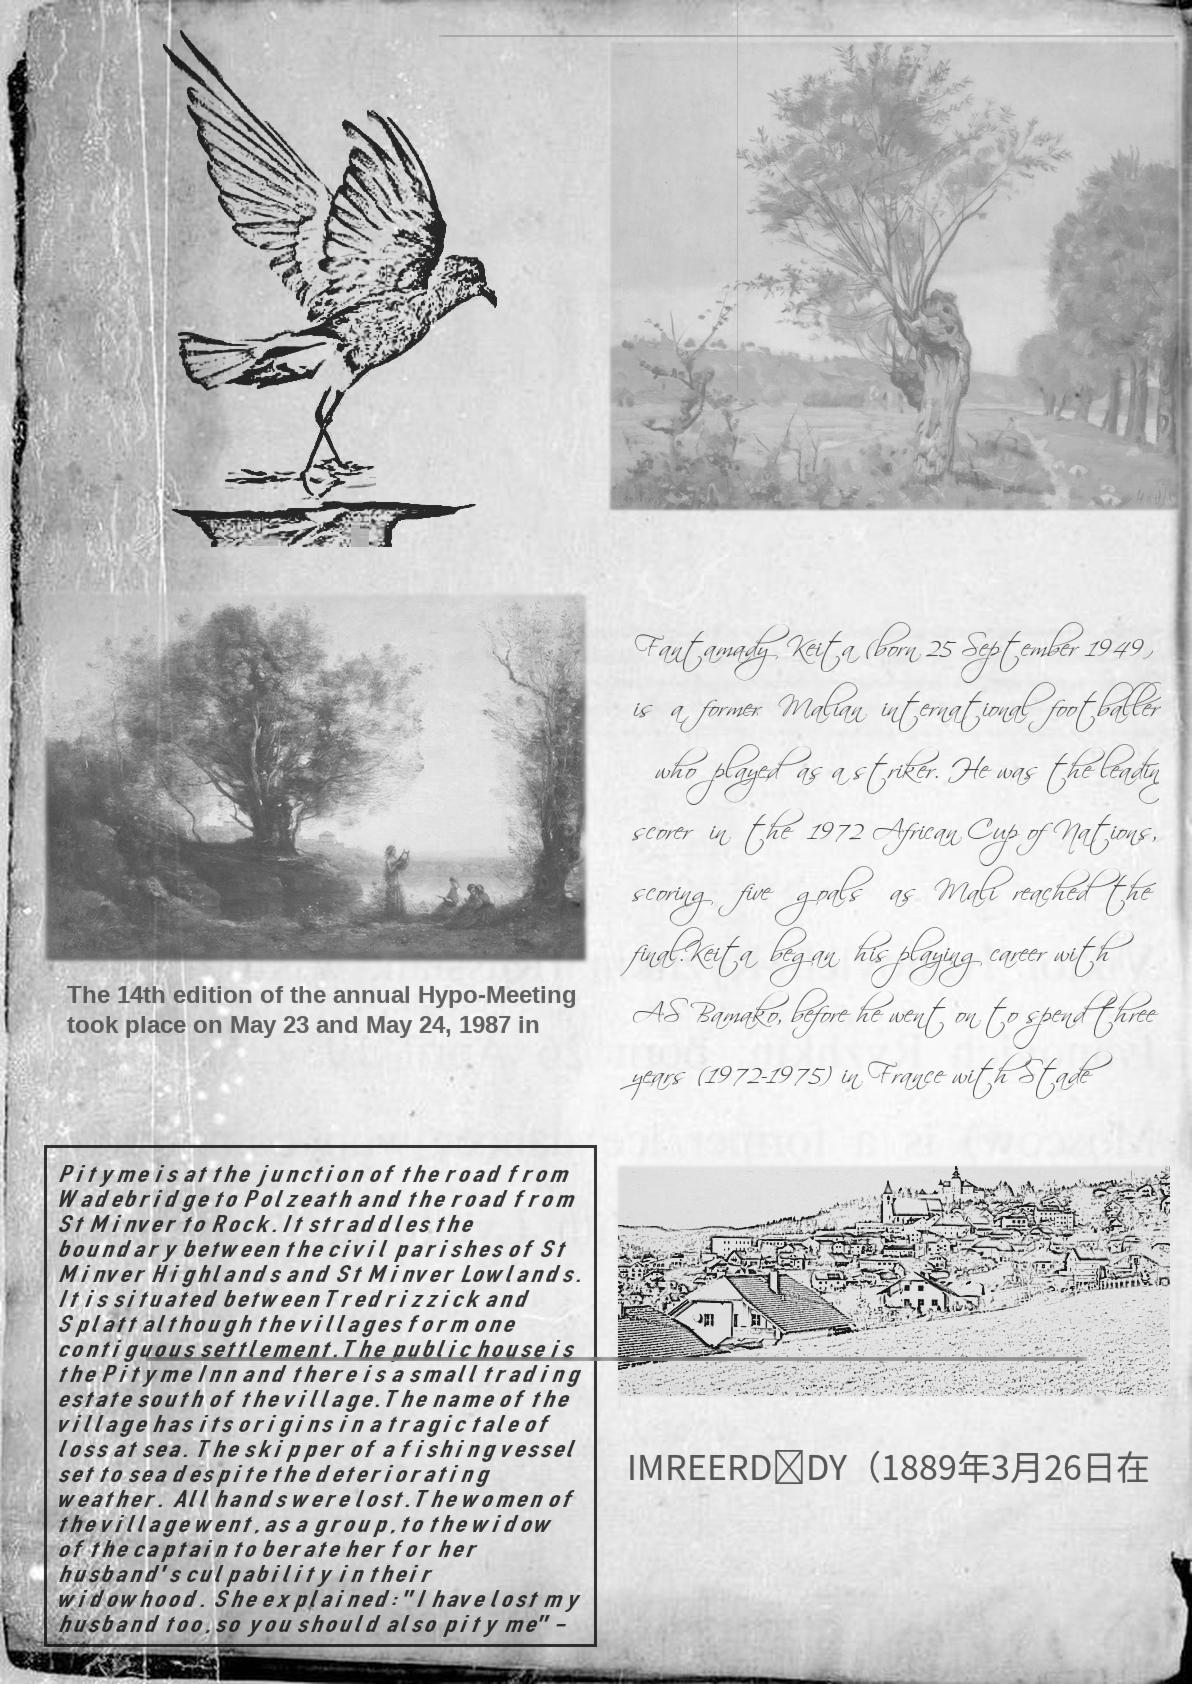 The 14th edition of the annual Hypo-Meeting
took place on May 23 and May 24, 1987 in
Fantamady Keita (born 25 September 1949)
is a former Malian international footballer
who played as a striker. He was the leadin
scorer in the 1972 African Cup of Nations,
scoring five goals as Mali reached the
final.Keita began his playing career with
AS Bamako, before he went on to spend three
years (1972-1975) in France with Stade
Pityme is at the junction of the road from
Wadebridge to Polzeath and the road from
St Minver to Rock. It straddles the
boundary between the civil parishes of St
Minver Highlands and St Minver Lowlands.
It is situated between Tredrizzick and
Splatt although the villages form one
contiguous settlement.The public house is
the Pityme Inn and there is a small trading
estate south of the village.The name of the
village has its origins in a tragic tale of
loss at sea. The skipper of a fishing vessel
set to sea despite the deteriorating
weather. All hands were lost.The women of
the village went, as a group, to the widow
of the captain to berate her for her
husband's culpability in their
widowhood. She explained:"I have lost my
husband too, so you should also pity me" –
IMREERD DY（1889年3月26日在